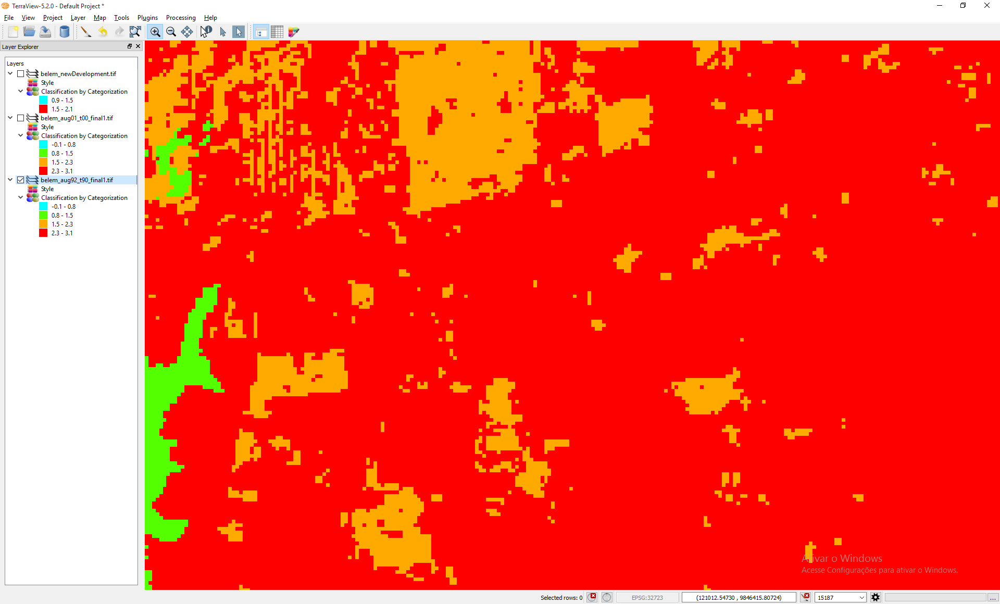 TerraView-5.2.0 - Default Project *
File View Project Layer Map Tools Plugins Processing Help
Layer Explorer
Layers
belem_newDevelopment.tif
Style
Classification by Categorization
0.9 - 1.5
1.5 - 2.1
belem_aug01_t00_final1.tif
Style
Classification by Categorization
-0.1 - 0.8
0.8 - 1.5
1.5 - 2.3
2.3 - 3.1
belem_aug92_t90_final1.tif
Style
Classification by Categorization
-0.1 - 0.8
0.8 - 1.5
1.5 - 2.3
2.3 - 3.1
Ativar o Windows
Acesse Configurações para ativar o Windows.
Selected rows: 0 EPSG:32723 (121012.54730 , 9846415.80724) 15187 ...